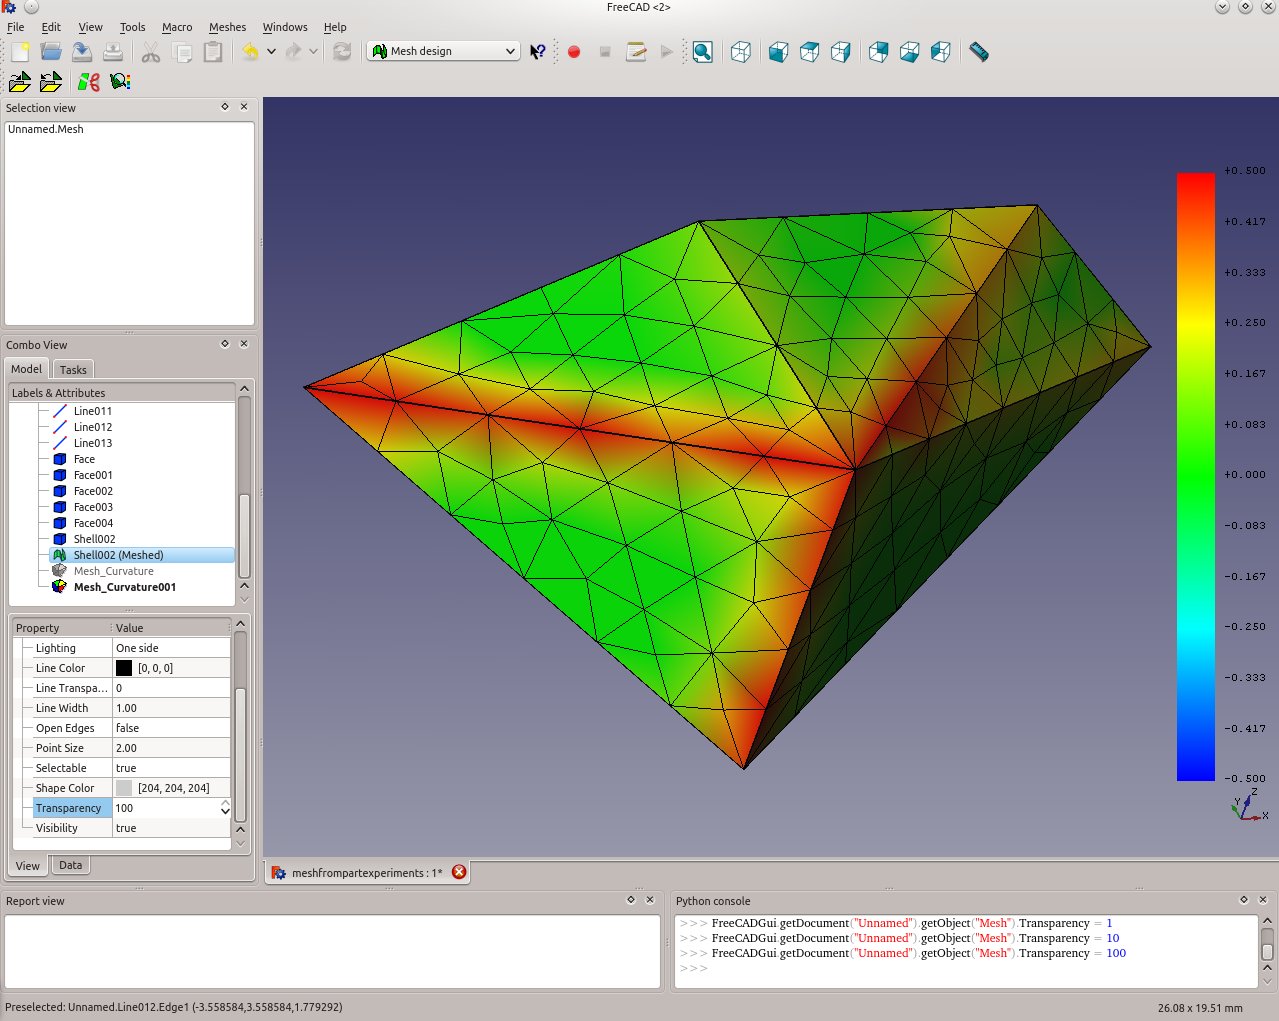 FreeCAD <2>
File Edit View Tools Macro Meshes Windows Help
Mesh design
Selection view
Unnamed.Mesh
Combo View
Model Tasks
Labels & Attributes
Line011
Line012
Line013
Face
Face001
Face002
Face003
Face004
Shell002
Shell002 (Meshed)
Mesh_Curvature
Mesh_Curvature001
Property Value
Lighting One side
Line Color [0, 0, 0]
Line Transpa... 0
Line Width 1.00
Open Edges false
Point Size 2.00
Selectable true
Shape Color [204, 204, 204]
Transparency 100
Visibility true
View Data
+0.500
+0.417
+0.333
+0.250
+0.167
+0.083
+0.000
-0.083
-0.167
-0.250
-0.333
-0.417
-0.500
Z
Y
X
meshfrompartexperiments : 1*
Report view
Python console
>>> FreeCADGui.getDocument("Unnamed").getObject("Mesh").Transparency = 1
>>> FreeCADGui.getDocument("Unnamed").getObject("Mesh").Transparency = 10
>>> FreeCADGui.getDocument("Unnamed").getObject("Mesh").Transparency = 100
>>>
Preselected: Unnamed.Line012.Edge1 (-3.558584,3.558584,1.779292)
26.08 x 19.51 mm